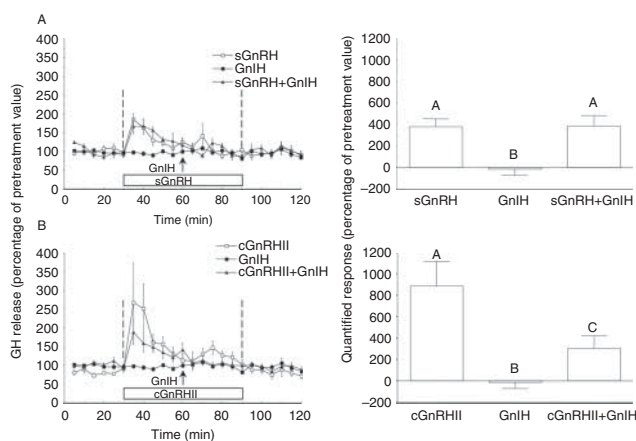 A
GH release (percentage of pretreatment value)
400
350
300
250
200
150
100
50
0
sGnRH
GnIH
sGnRH+GnIH
GnIH
sGnRH
0 20 40 60 80 100 120
Time (min)
Quantified response (percentage of pretreatment value)
1200
1000
800
600
400
200
0
−200
A
B
A
sGnRH GnIH sGnRH+GnIH
B
400
350
300
250
200
150
100
50
0
cGnRHII
GnIH
cGnRHII+GnIH
GnIH
cGnRHII
0 20 40 60 80 100 120
Time (min)
1200
1000
800
600
400
200
0
−200
A
B
C
cGnRHII GnIH cGnRHII+GnIH